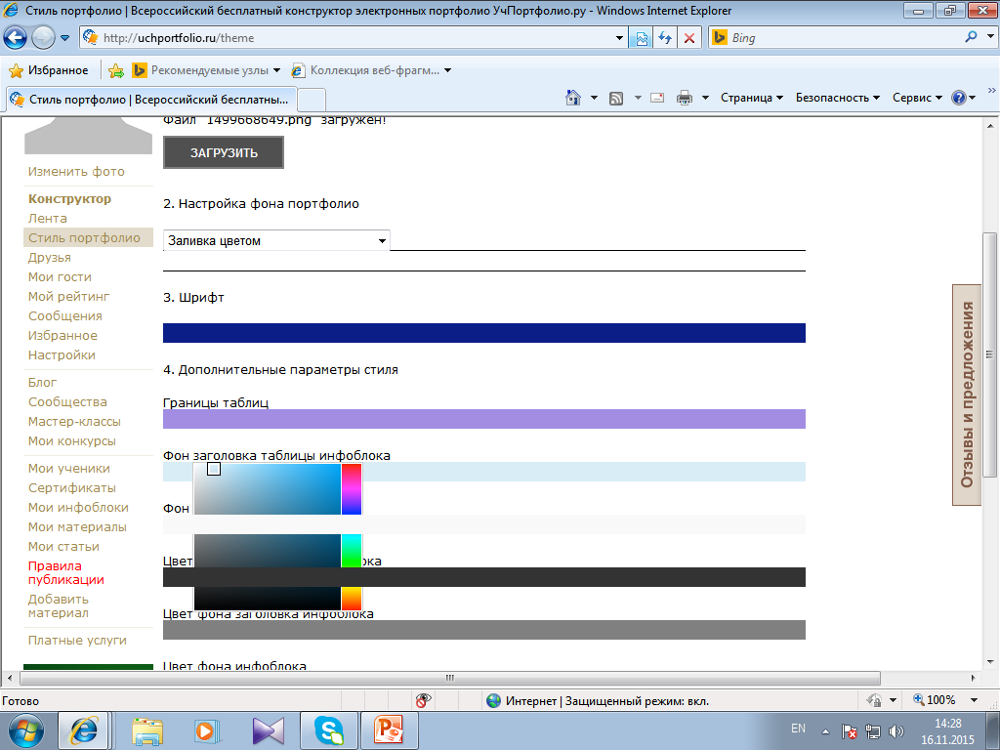 Стиль портфолио | Всероссийский бесплатный конструктор электронных портфолио УчПортфолио.ру - Windows Internet Explorer
http://uchportfolio.ru/theme
Bing
Избранное
Рекомендуемые узлы
Коллекция веб-фрагм...
Стиль портфолио | Всероссийский бесплатны...
Страница
Безопасность
Сервис
Файл "1499668649.png" загружен!
ЗАГРУЗИТЬ
Изменить фото
Конструктор
Лента
Стиль портфолио
Друзья
Мои гости
Мой рейтинг
Сообщения
Избранное
Настройки
Блог
Сообщества
Мастер-классы
Мои конкурсы
Мои ученики
Сертификаты
Мои инфоблоки
Мои материалы
Мои статьи
Правила
публикации
Добавить
материал
Платные услуги
2. Настройка фона портфолио
Заливка цветом
3. Шрифт
4. Дополнительные параметры стиля
Границы таблиц
Фон заголовка таблицы инфоблока
Фон
Цвет
ока
Цвет фона заголовка инфоблока
Цвет фона инфоблока
Отзывы и предложения
Готово
Интернет | Защищенный режим: вкл.
100%
EN
14:28
16.11.2015